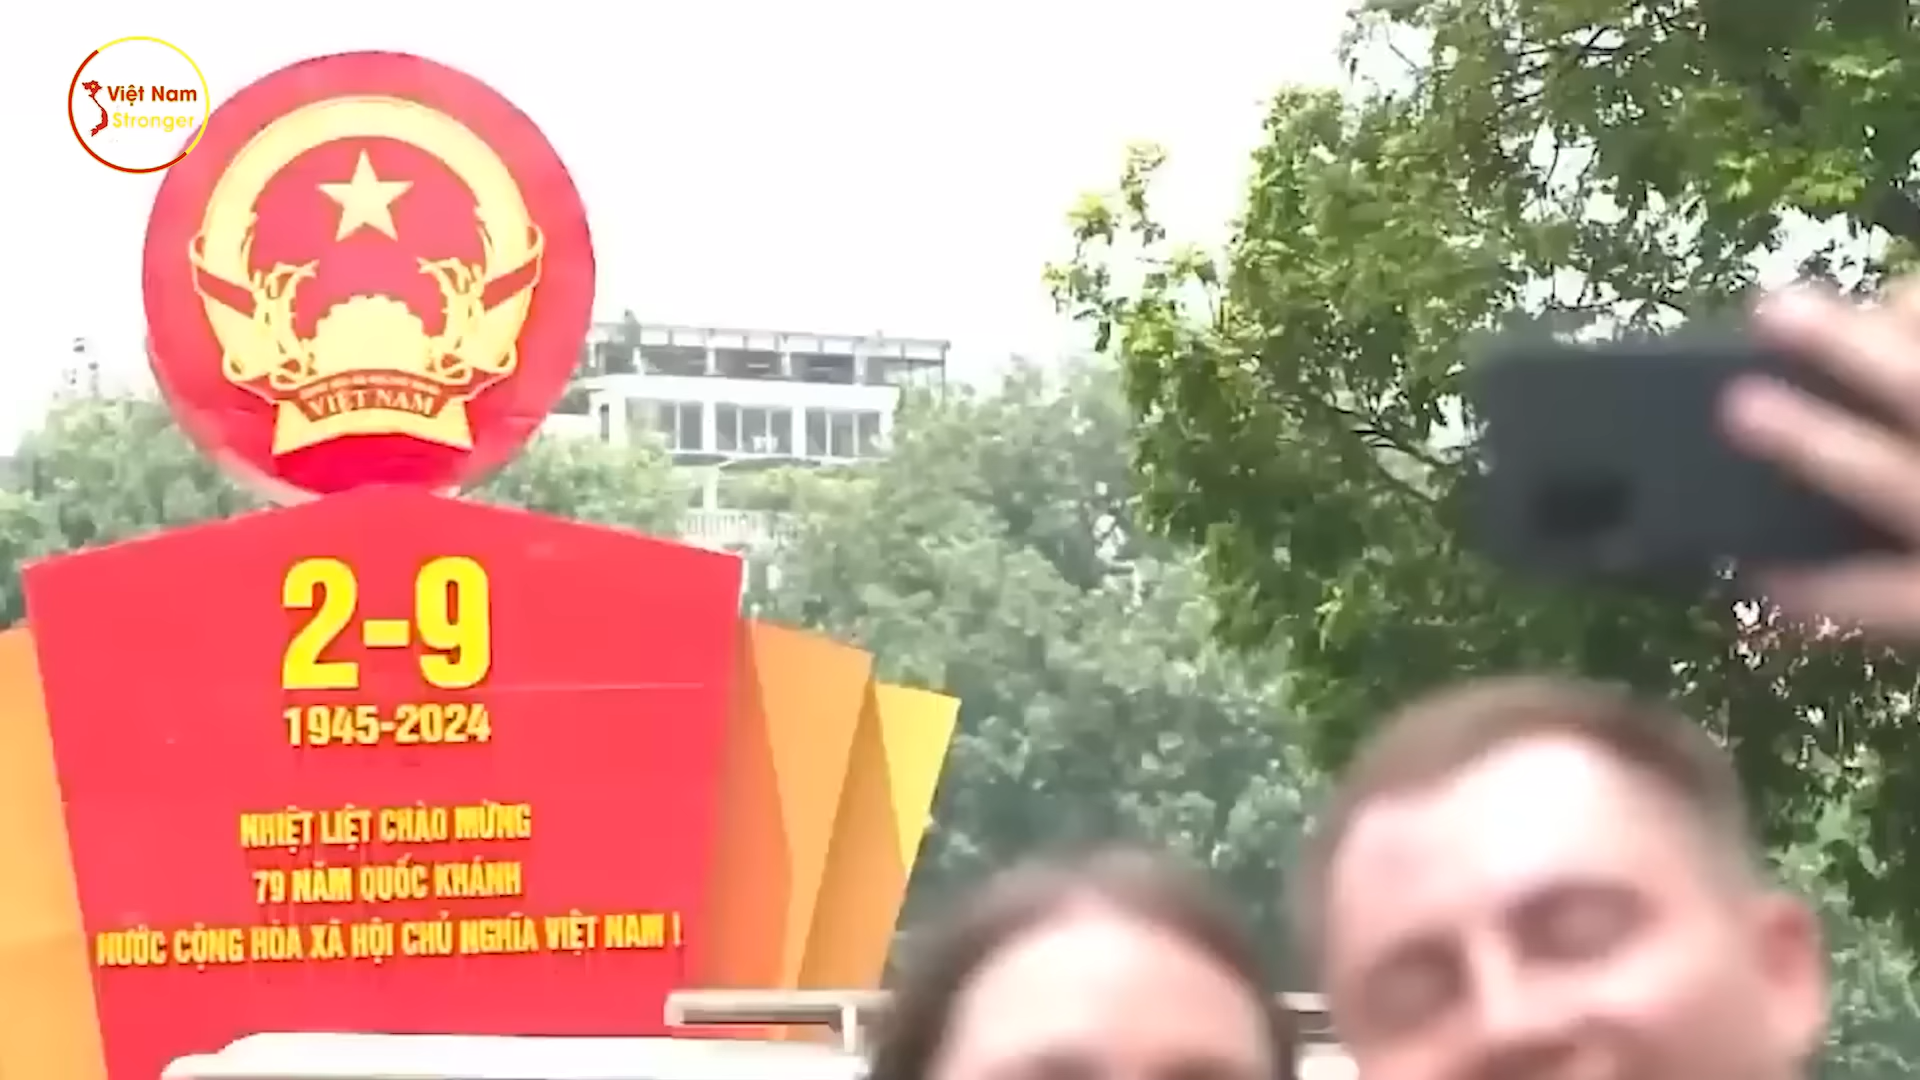 Việt Nam
Stronger
VIỆT NAM
2-9
1945-2024
NHIỆT LIỆT CHÀO MỪNG
79 NĂM QUỐC KHÁNH
NƯỚC CỘNG HÒA XÃ HỘI CHỦ NGHĨA VIỆT NAM !